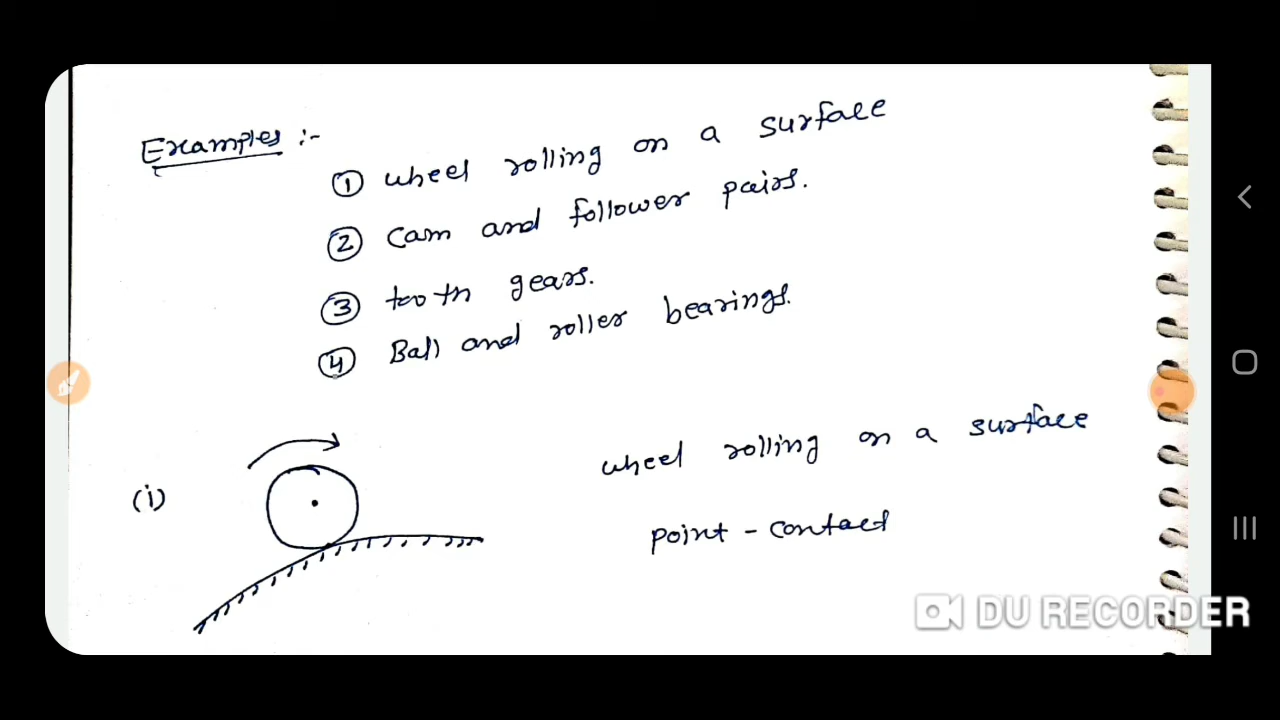 Examples :-
① wheel rolling on a surface
② Cam and follower pairs.
③ tooth gears.
④ Ball and roller bearings.
(i)
wheel rolling on a surface
point - contact
DU RECORDER